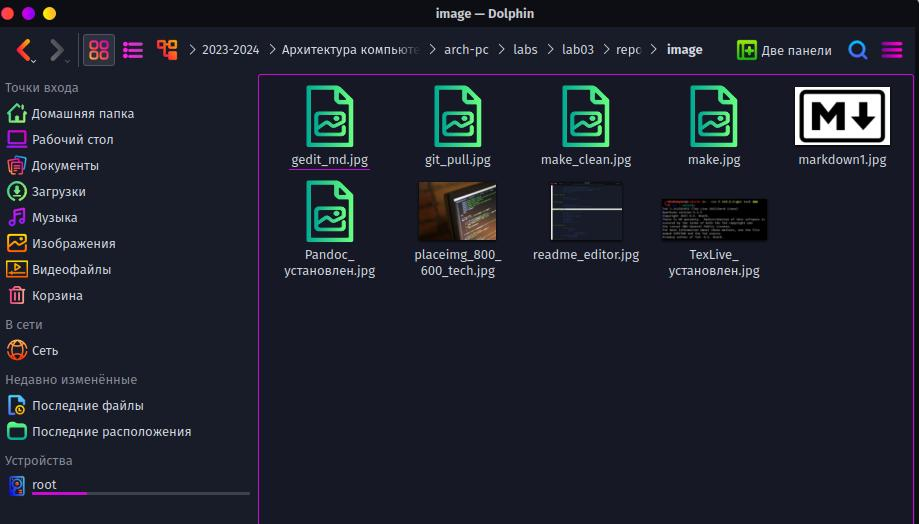 image — Dolphin
2023-2024
Архитектура компьюте
arch-pc
labs
lab03
repo
image
Две панели
Точки входа
Домашняя папка
Рабочий стол
Документы
Загрузки
Музыка
Изображения
Видеофайлы
Корзина
В сети
Сеть
Недавно изменённые
Последние файлы
Последние расположения
Устройства
root
gedit_md.jpg
git_pull.jpg
make_clean.jpg
make.jpg
M
markdown1.jpg
Pandoc_
установлен.jpg
placeimg_800_
600_tech.jpg
readme_editor.jpg
TexLive_
установлен.jpg